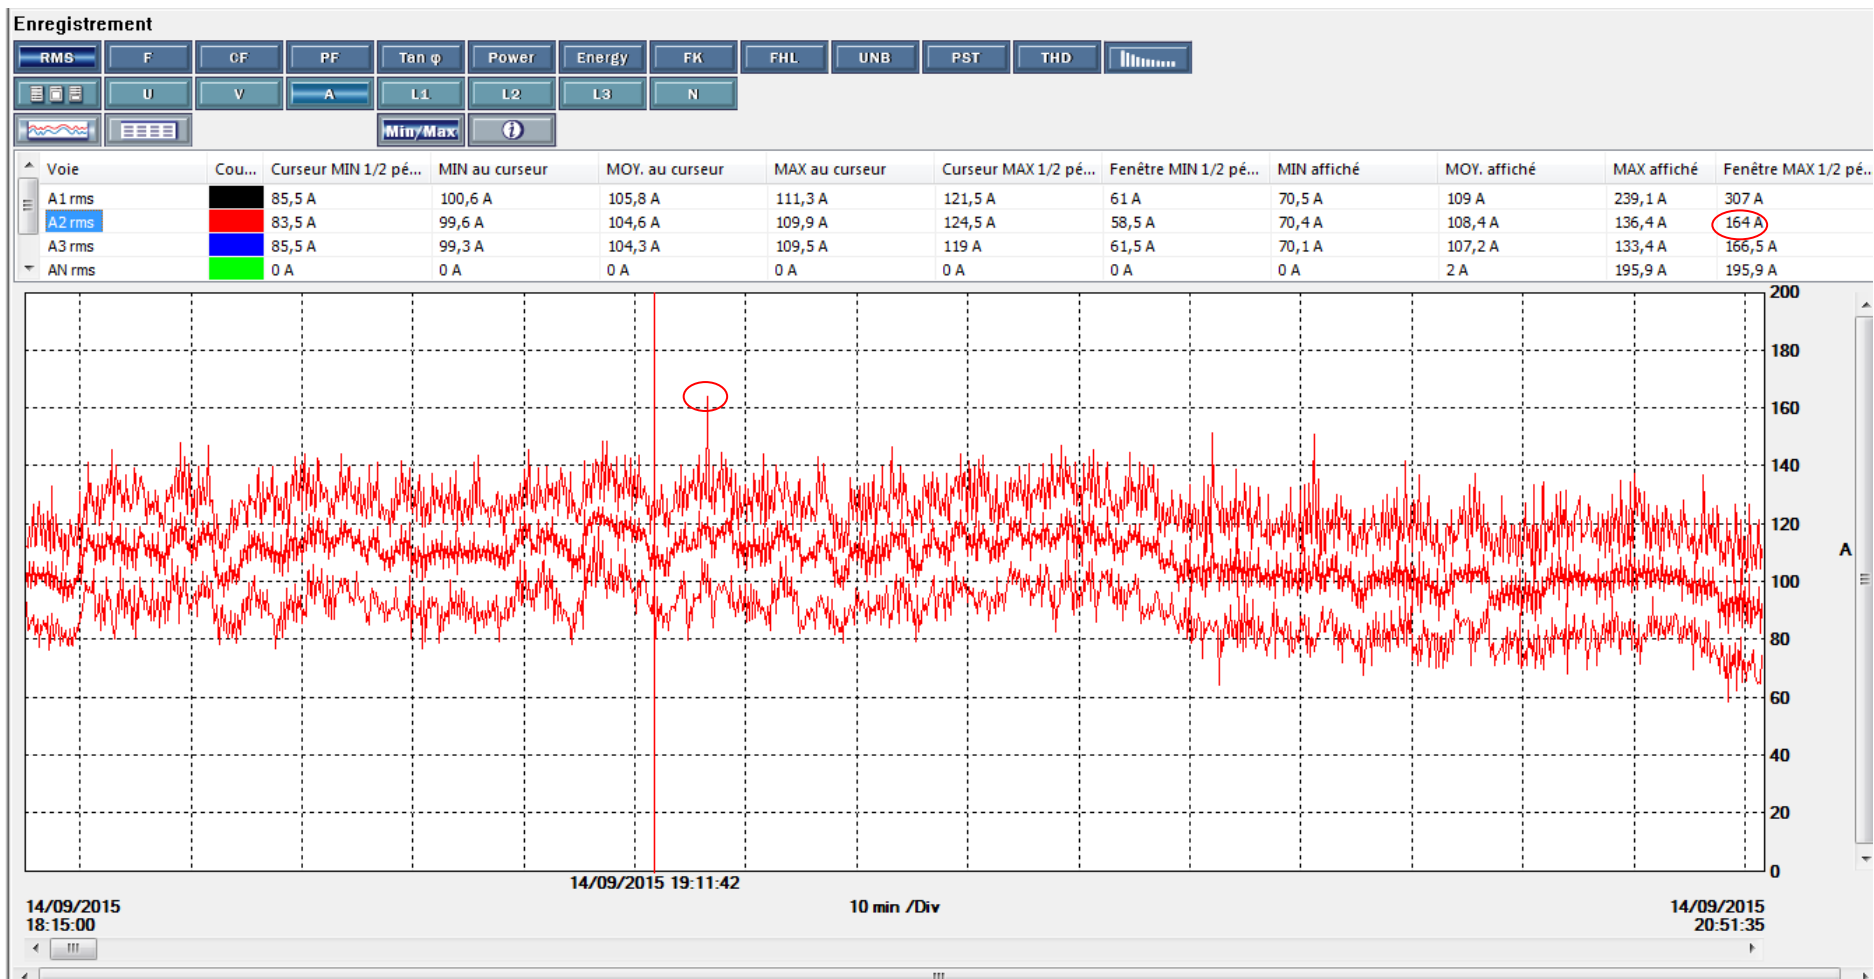 Enregistrement
RMS F CF PF Tan φ Power Energy FK FHL UNB PST THD
U V A L1 L2 L3 N
Min/Max i
Voie Cou... Curseur MIN 1/2 pé... MIN au curseur MOY. au curseur MAX au curseur Curseur MAX 1/2 pé... Fenêtre MIN 1/2 pé... MIN affiché MOY. affiché MAX affiché Fenêtre MAX 1/2 pé...
A1 rms 85,5 A 100,6 A 105,8 A 111,3 A 121,5 A 61 A 70,5 A 109 A 239,1 A 307 A
A2 rms 83,5 A 99,6 A 104,6 A 109,9 A 124,5 A 58,5 A 70,4 A 108,4 A 136,4 A 164 A
A3 rms 85,5 A 99,3 A 104,3 A 109,5 A 119 A 61,5 A 70,1 A 107,2 A 133,4 A 166,5 A
AN rms 0 A 0 A 0 A 0 A 0 A 0 A 0 A 2 A 195,9 A 195,9 A
200
180
160
140
120
A
100
80
60
40
20
0
14/09/2015 19:11:42
14/09/2015 10 min /Div 14/09/2015
18:15:00 20:51:35